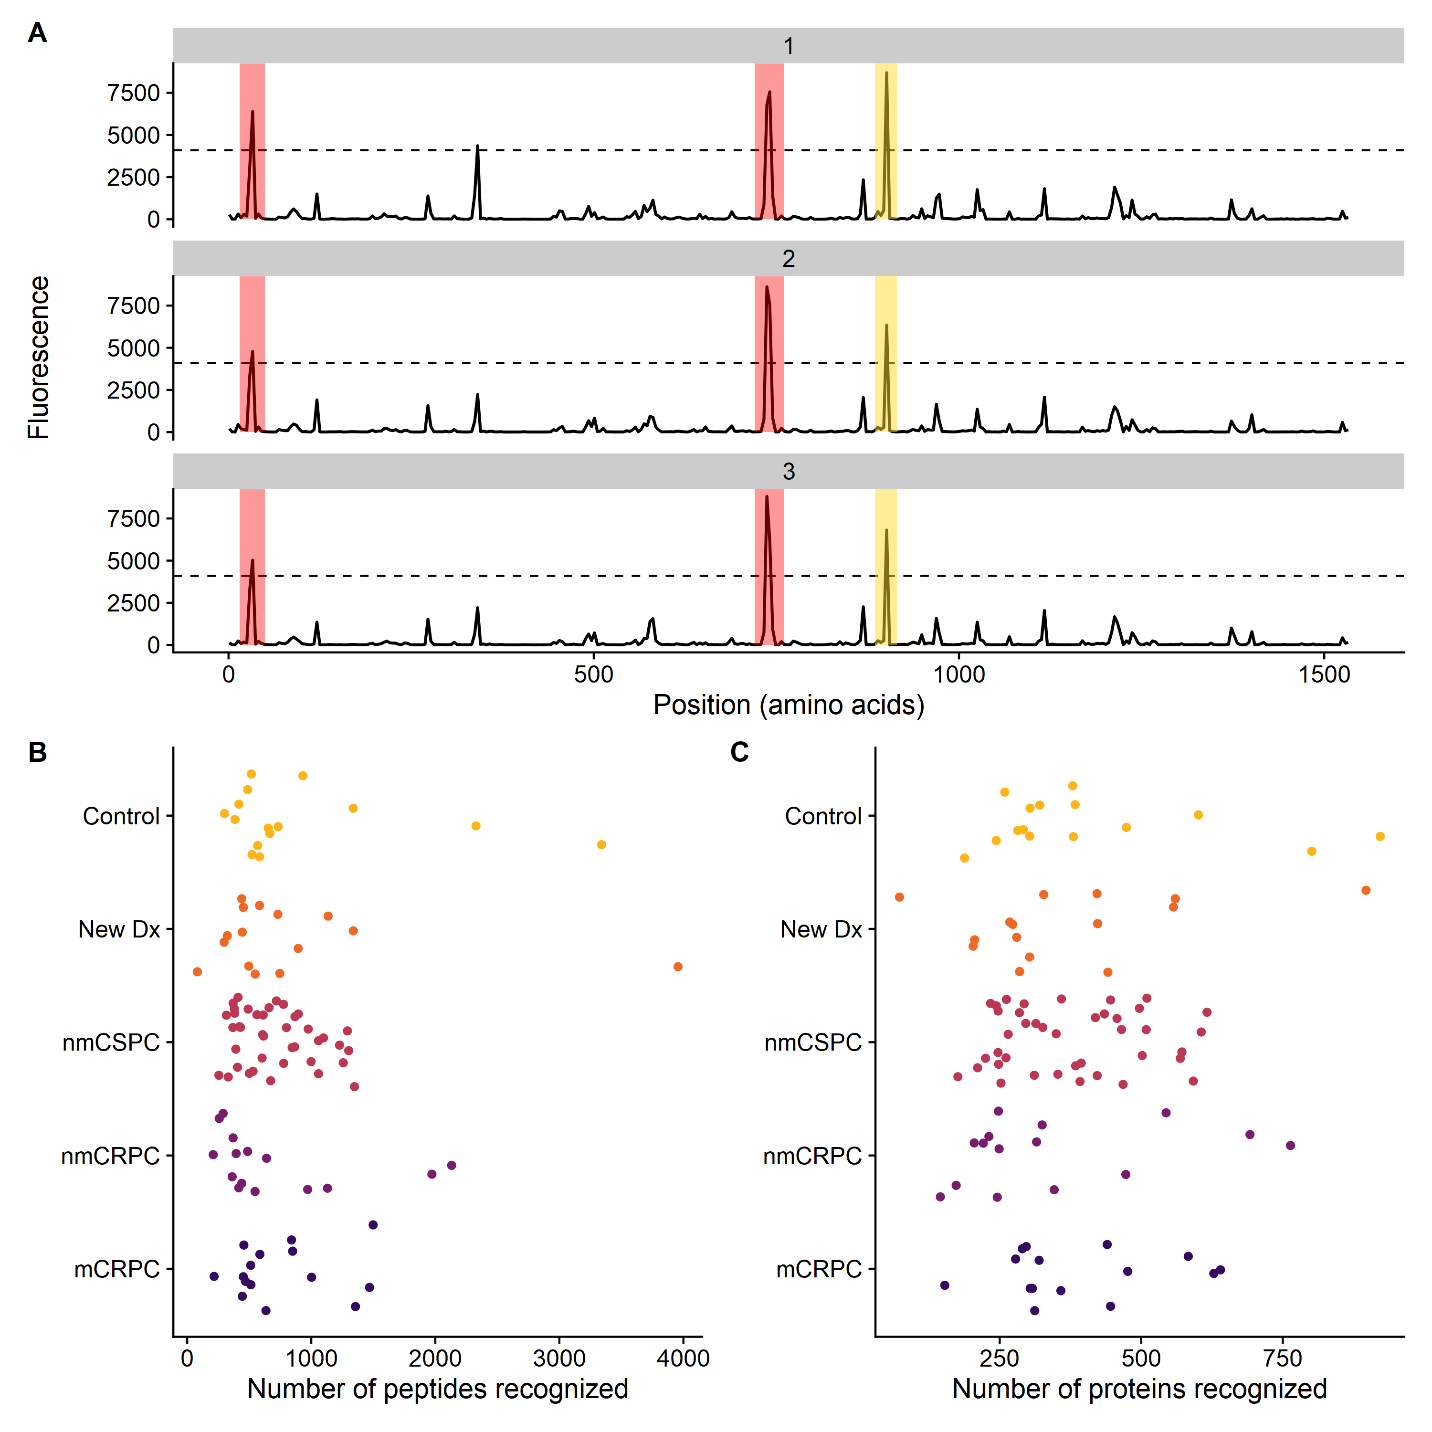 A
1
7500
5000
2500
0
2
7500
5000
2500
0
Fluorescence
3
7500
5000
2500
0
0 500 1000 1500
Position (amino acids)
B
Control
New Dx
nmCSPC
nmCRPC
mCRPC
0 1000 2000 3000 4000
Number of peptides recognized
C
Control
New Dx
nmCSPC
nmCRPC
mCRPC
250 500 750
Number of proteins recognized